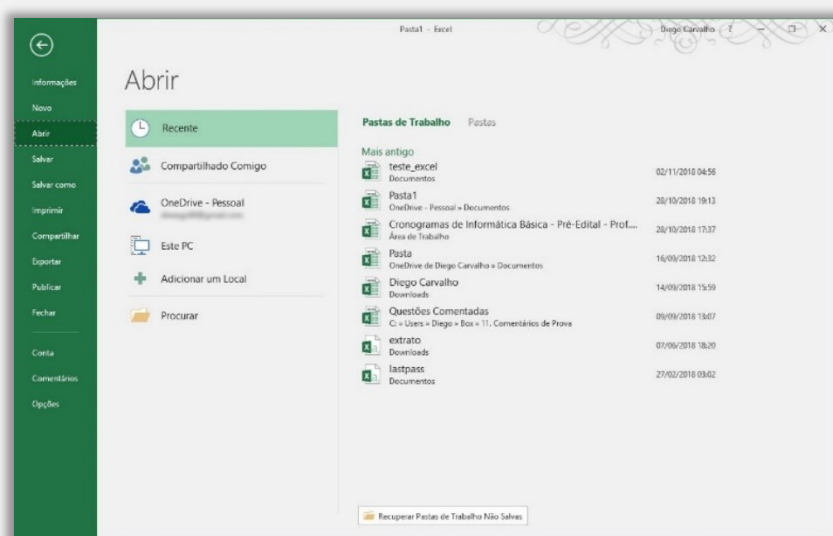 Pasta1 - Excel
Diego Carvalho ?
Informações
Novo
Abrir
Salvar
Salvar como
Imprimir
Compartilhar
Exportar
Publicar
Fechar
Conta
Comentários
Opções
Abrir
Recente
Compartilhado Comigo
OneDrive - Pessoal
Este PC
Adicionar um Local
Procurar
Pastas de Trabalho Pastas
Mais antigo
teste_excel 02/11/2018 04:56
Documentos
Pasta1 28/10/2018 19:13
OneDrive - Pessoal » Documentos
Cronogramas de Informática Básica - Pré-Edital - Prof.... 28/10/2018 17:37
Área de Trabalho
Pasta 16/09/2018 12:32
OneDrive de Diego Carvalho » Documentos
Diego Carvalho 14/09/2018 15:59
Downloads
Questões Comentadas 09/09/2018 13:07
C: » Users » Diego » Box » 11. Comentários de Prova
extrato 07/06/2018 18:20
Downloads
lastpass 27/02/2018 03:02
Documentos
Recuperar Pastas de Trabalho Não Salvas